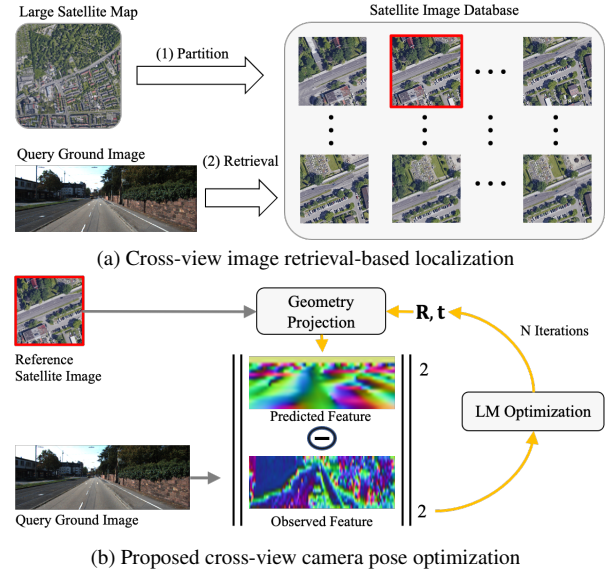 Large Satellite Map
Satellite Image Database
(1) Partition
Query Ground Image
(2) Retrieval
(a) Cross-view image retrieval-based localization
Geometry
Projection
R, t
N Iterations
Reference
Satellite Image
2
Predicted Feature
LM Optimization
Query Ground Image
Observed Feature
2
(b) Proposed cross-view camera pose optimization